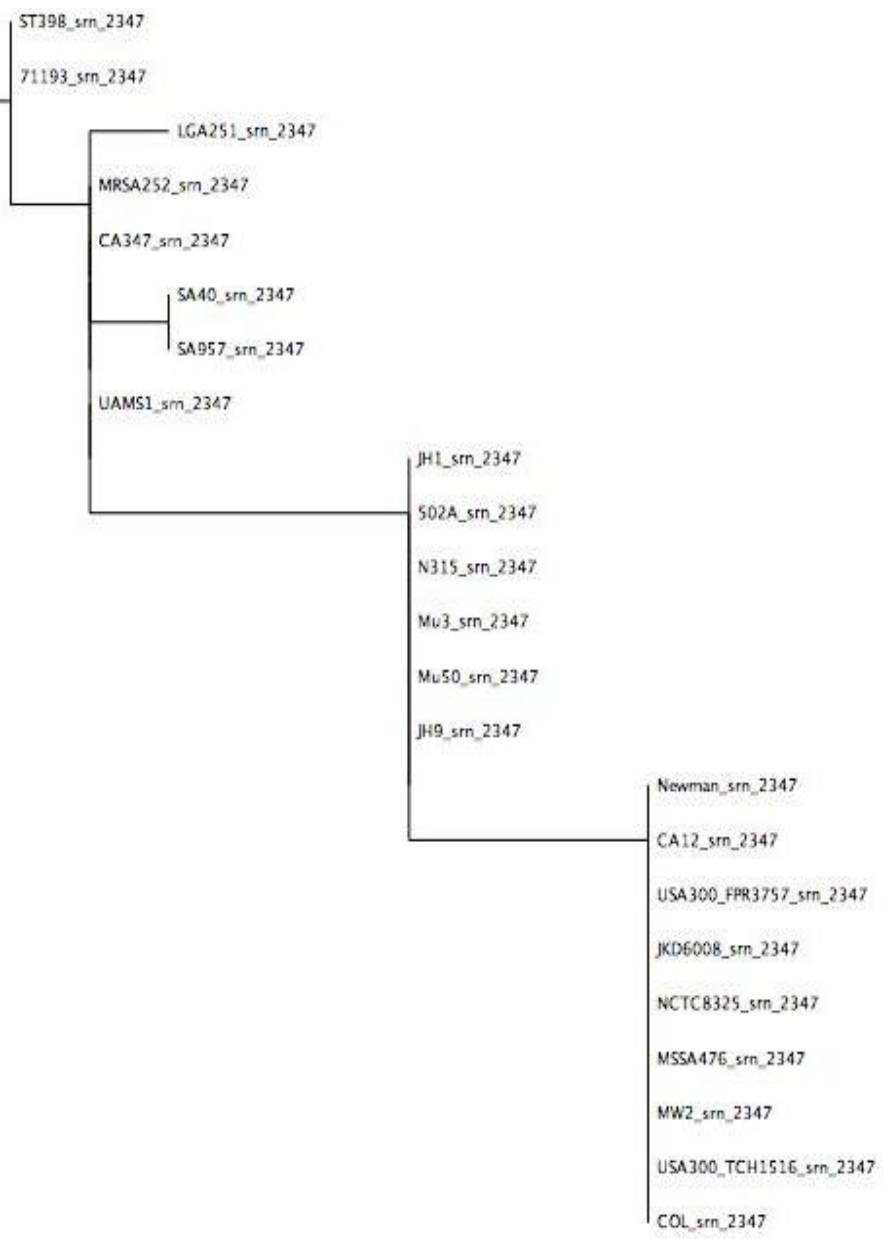 ST398_srn_2347
71193_srn_2347
LGA251_srn_2347
MRSA252_srn_2347
CA347_srn_2347
SA40_srn_2347
SA957_srn_2347
UAMS1_srn_2347
JH1_srn_2347
502A_srn_2347
N315_srn_2347
Mu3_srn_2347
Mu50_srn_2347
JH9_srn_2347
Newman_srn_2347
CA12_srn_2347
USA300_FPR3757_srn_2347
JKD6008_srn_2347
NCTC8325_srn_2347
MSSA476_srn_2347
MW2_srn_2347
USA300_TCH1516_srn_2347
COL_srn_2347